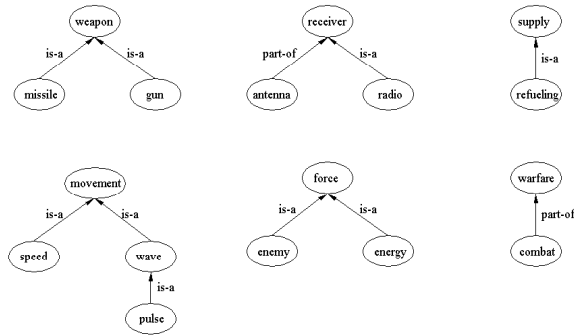 weapon
receiver
supply
is-a
is-a
part-of
is-a
is-a
missile
gun
antenna
radio
refueling
movement
force
warfare
is-a
is-a
is-a
is-a
part-of
speed
wave
enemy
energy
combat
is-a
pulse